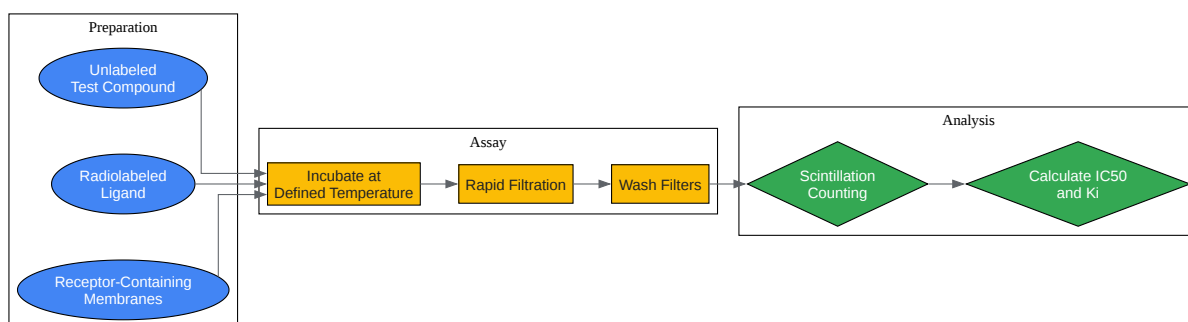 Preparation
Unlabeled
Test Compound
Radiolabeled
Ligand
Receptor-Containing
Membranes
Assay
Incubate at
Defined Temperature
Rapid Filtration
Wash Filters
Analysis
Scintillation
Counting
Calculate IC50
and Ki